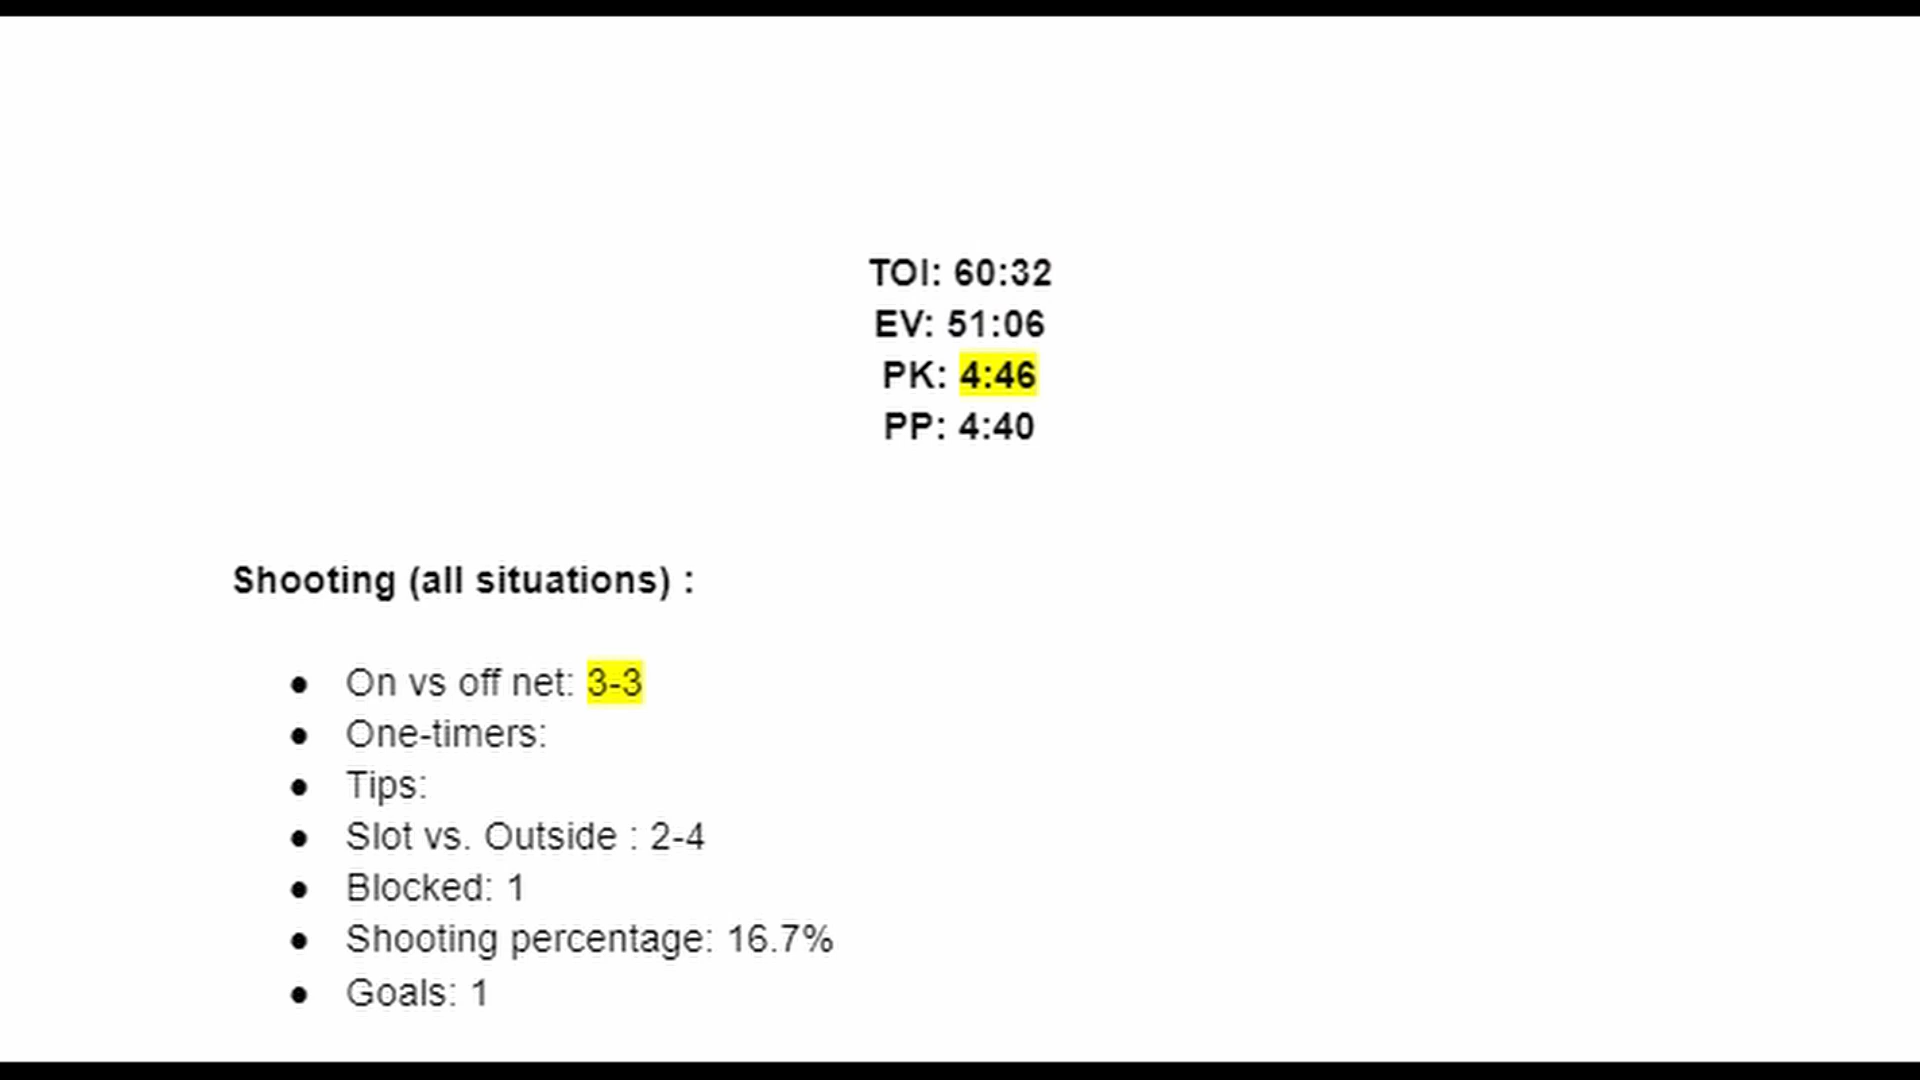 TOI: 60:32
EV: 51:06
PK: 4:46
PP: 4:40
Shooting (all situations) :
● On vs off net: 3-3
● One-timers:
● Tips:
● Slot vs. Outside : 2-4
● Blocked: 1
● Shooting percentage: 16.7%
● Goals: 1